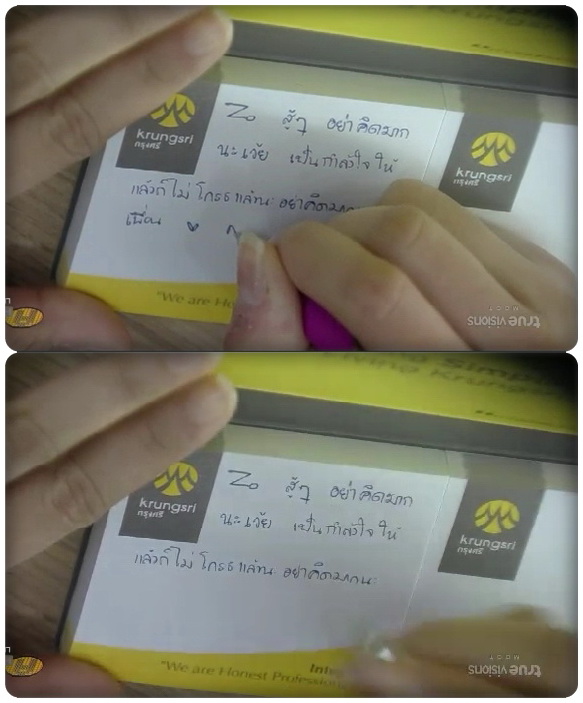 krungsri
กรุงศรี
Zo สู้ๆ อย่าคิดมาก
นะเว้ย เป็นกำลังใจให้
แล้วก็ไม่โกรธแล้วนะ อย่าคิดมาก
เพื่อน
krungsri
กรุงศรี
"We are Ho
true visions
krungsri
กรุงศรี
Zo สู้ๆ อย่าคิดมาก
นะเว้ย เป็นกำลังใจให้
แล้วก็ไม่โกรธแล้วนะ อย่าคิดมากนะ
krungsri
กรุงศรี
"We are Honest Profession
Inte
true visions